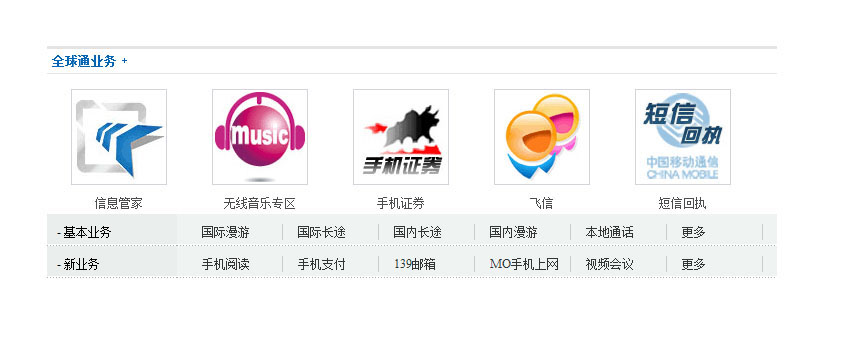 全球通业务 +
Music
手机证券
短信
回执
中国移动通信
CHINA MOBILE
信息管家 无线音乐专区 手机证券 飞信 短信回执
- 基本业务 国际漫游 国际长途 国内长途 国内漫游 本地通话 更多
- 新业务 手机阅读 手机支付 139邮箱 MO手机上网 视频会议 更多